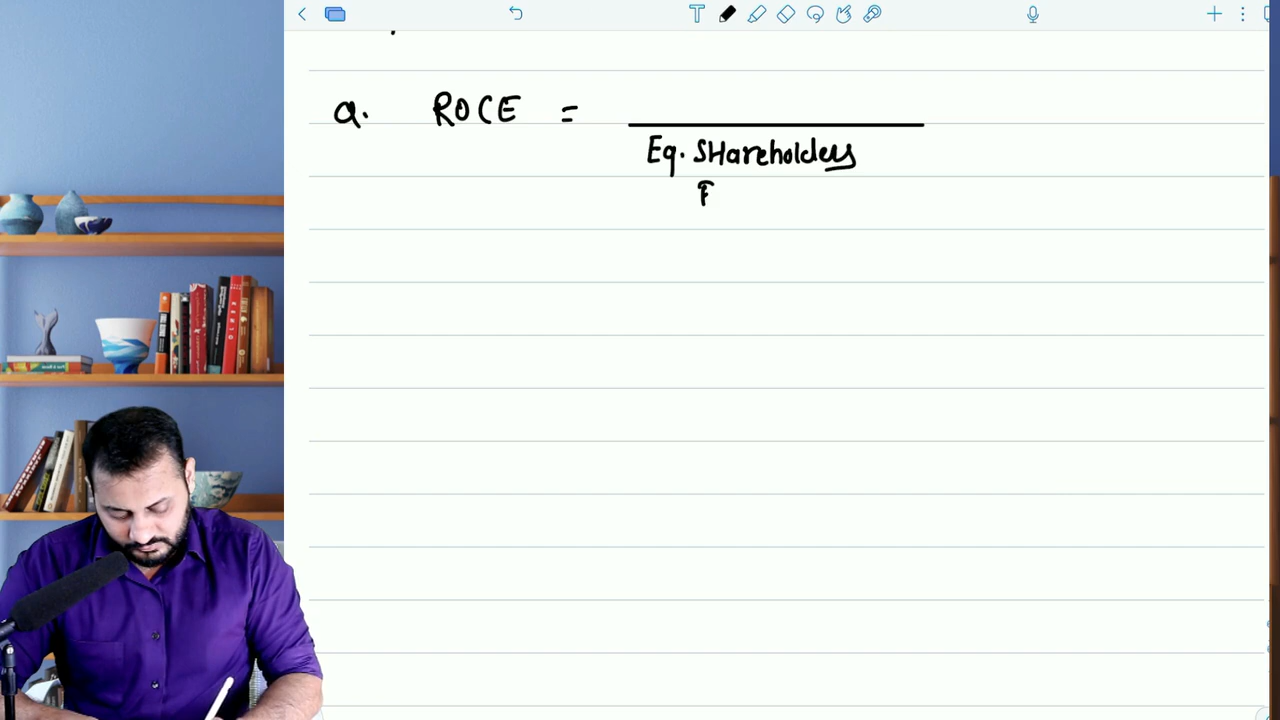 a. ROCE =
Eq. SHareholders
F